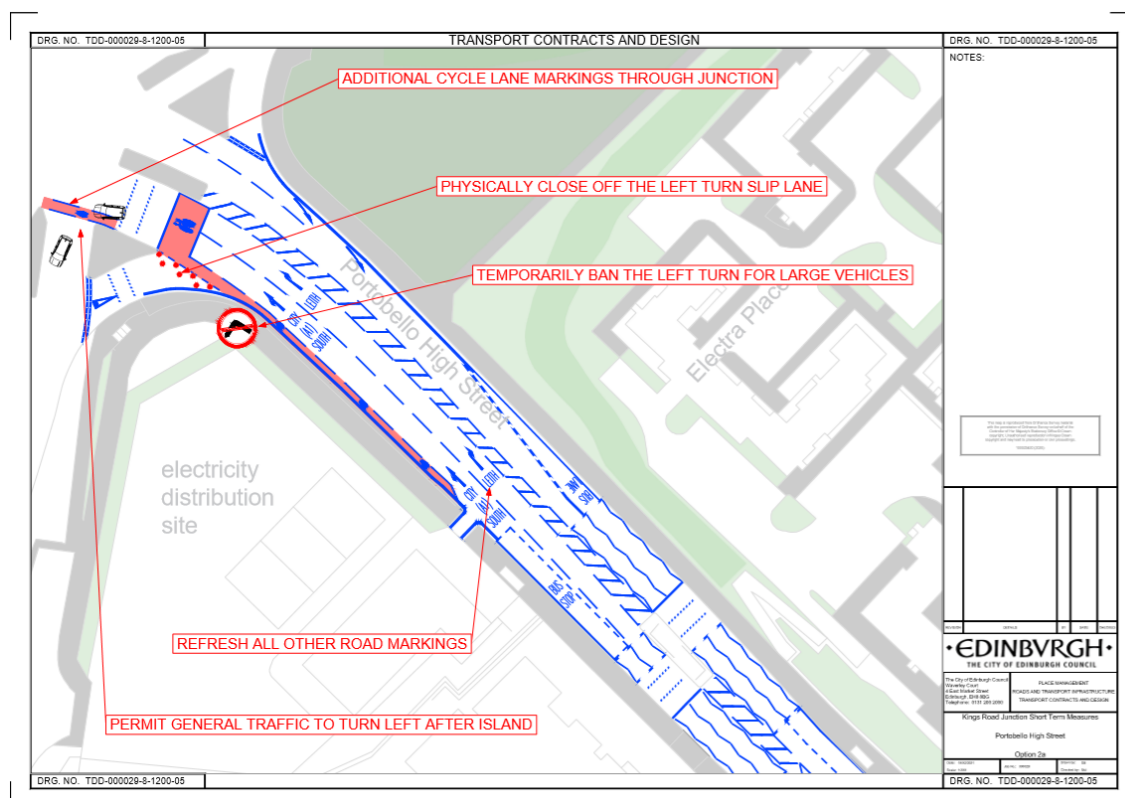 DRG. NO. TDD-000029-8-1200-05
TRANSPORT CONTRACTS AND DESIGN
DRG. NO. TDD-000029-8-1200-05
NOTES:
ADDITIONAL CYCLE LANE MARKINGS THROUGH JUNCTION
PHYSICALLY CLOSE OFF THE LEFT TURN SLIP LANE
TEMPORARILY BAN THE LEFT TURN FOR LARGE VEHICLES
Portobello High Street
Electra Place
LEITH
CITY
(A1)
SOUTH
electricity
distribution
site
LEITH
CITY
(A1)
SOUTH
BUS
LANE
BUS
STOP
REFRESH ALL OTHER ROAD MARKINGS
PERMIT GENERAL TRAFFIC TO TURN LEFT AFTER ISLAND
EDINBVRGH
THE CITY OF EDINBURGH COUNCIL
The City of Edinburgh Council
Waverley Court
4 East Market Street
Edinburgh, EH8 8BG
PLACE MANAGEMENT
ROADS AND TRANSPORT INFRASTRUCTURE
TRANSPORT CONTRACTS AND DESIGN
Kings Road Junction Short Term Measures
Portobello High Street
Option 2a
DRG. NO. TDD-000029-8-1200-05
DRG. NO. TDD-000029-8-1200-05